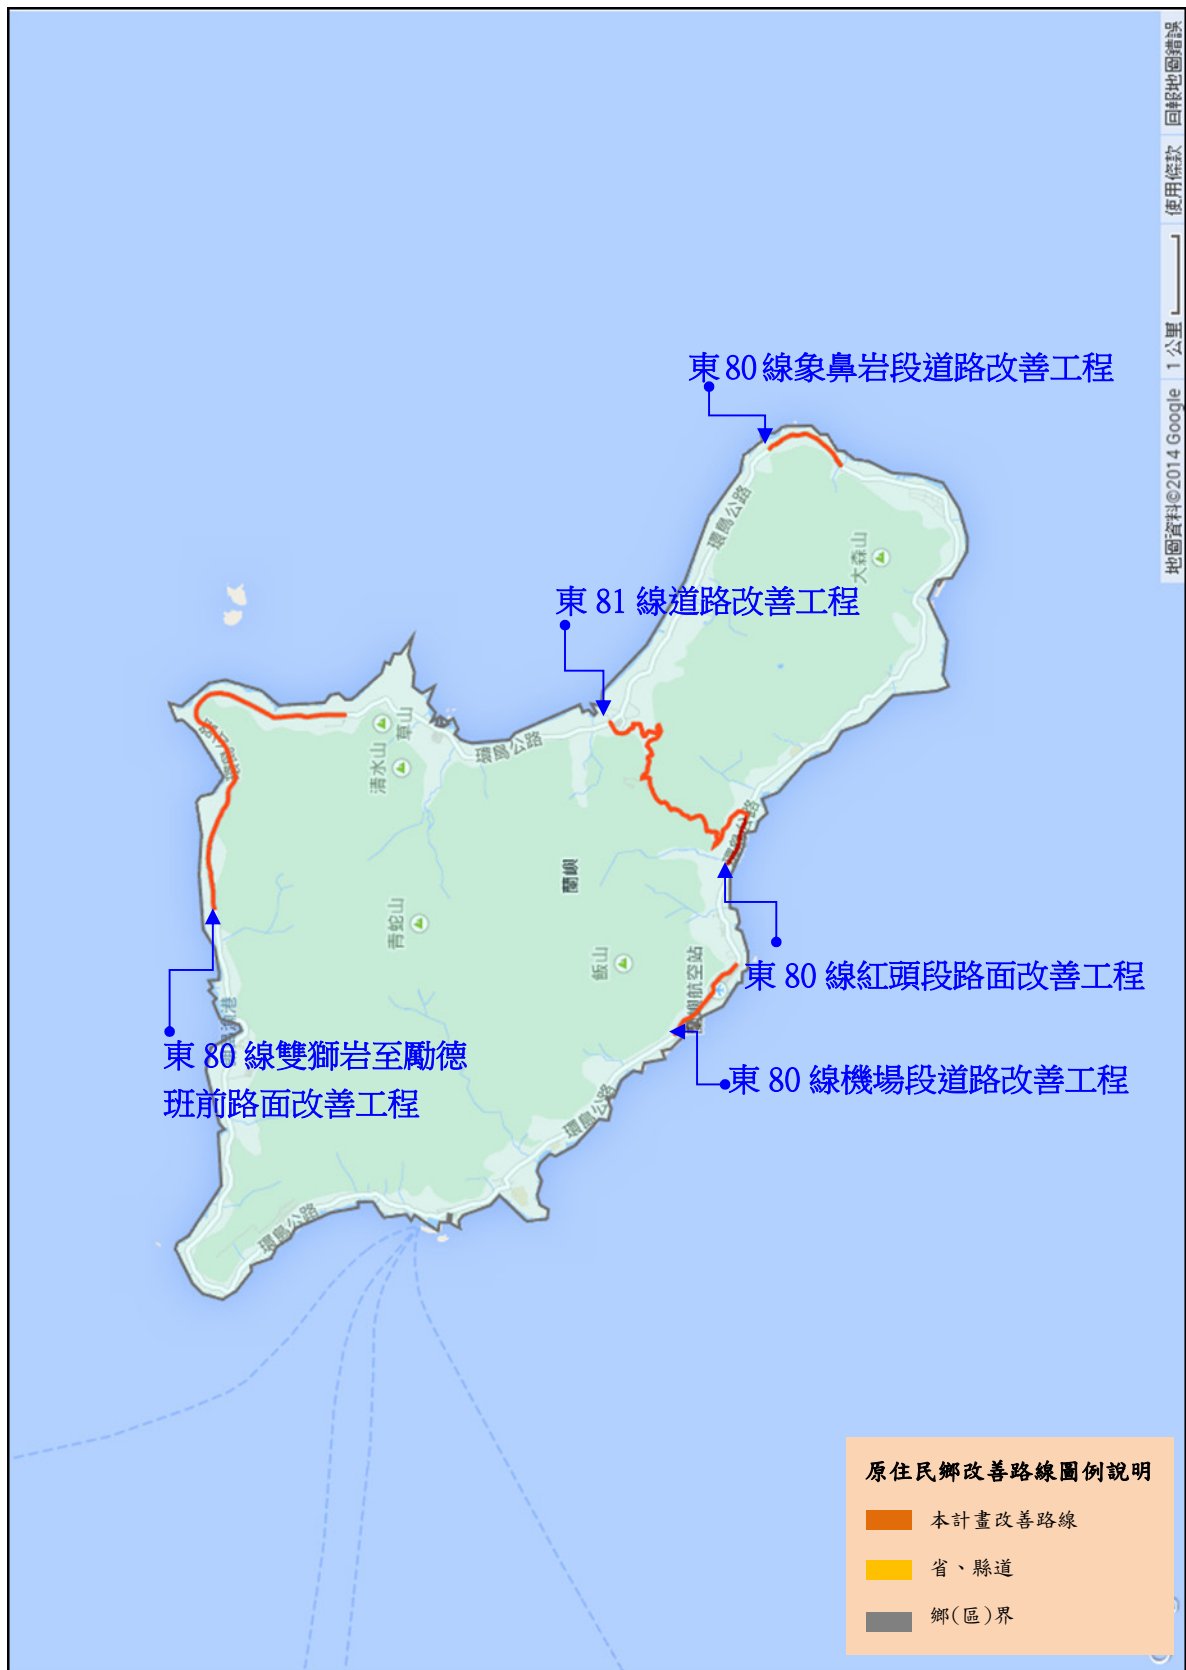 回報地圖錯誤
使用條款
1 公里
地圖資料©2014 Google
東 80 線象鼻岩段道路改善工程
環島公路
大森山
東 81 線道路改善工程
清水山
草山
環島公路
蘭嶼
環島公路
青蛇山
飯山
蘭嶼航空站
東 80 線紅頭段路面改善工程
東 80 線雙獅岩至勵德
班前路面改善工程
東 80 線機場段道路改善工程
環島公路
環島公路
原住民鄉改善路線圖例說明
本計畫改善路線
省、縣道
鄉(區)界